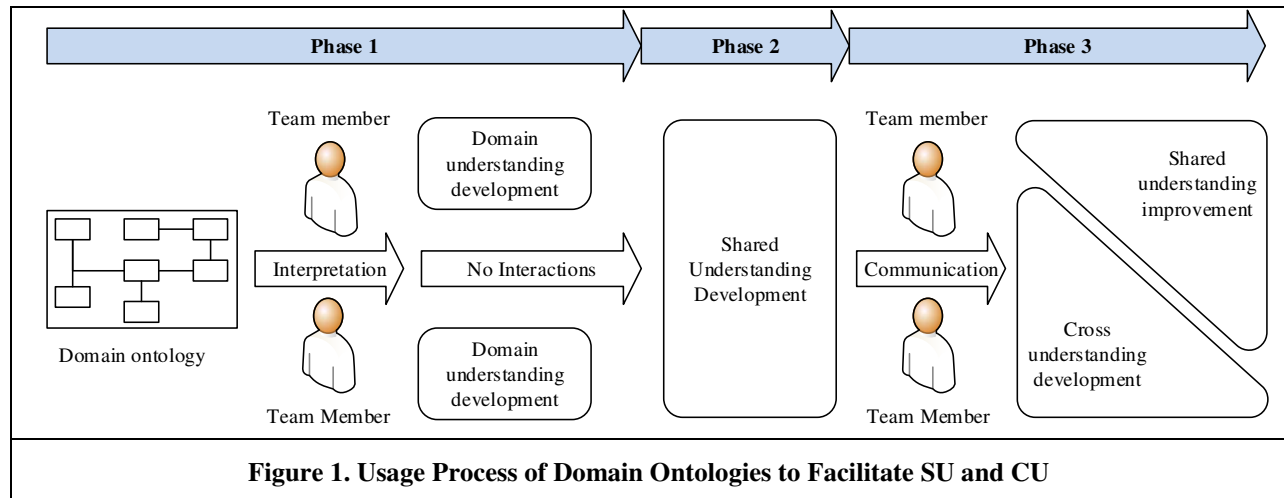 Phase 1
Phase 2
Phase 3
Team member
Domain
understanding
development
Domain ontology
Interpretation
No Interactions
Team Member
Domain
understanding
development
Shared
Understanding
Development
Team member
Communication
Team Member
Shared
understanding
improvement
Cross
understanding
development
Figure 1. Usage Process of Domain Ontologies to Facilitate SU and CU